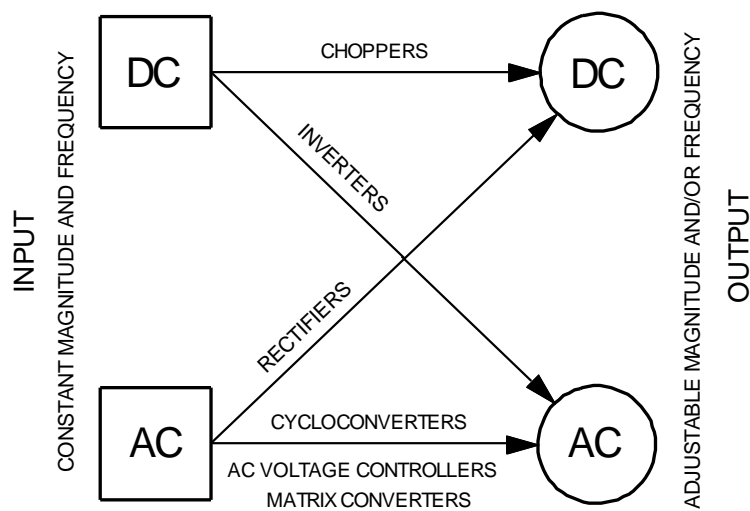 INPUT
CONSTANT MAGNITUDE AND FREQUENCY
DC
CHOPPERS
DC
INVERTERS
RECTIFIERS
AC
CYCLOCONVERTERS
AC VOLTAGE CONTROLLERS
MATRIX CONVERTERS
AC
ADJUSTABLE MAGNITUDE AND/OR FREQUENCY
OUTPUT